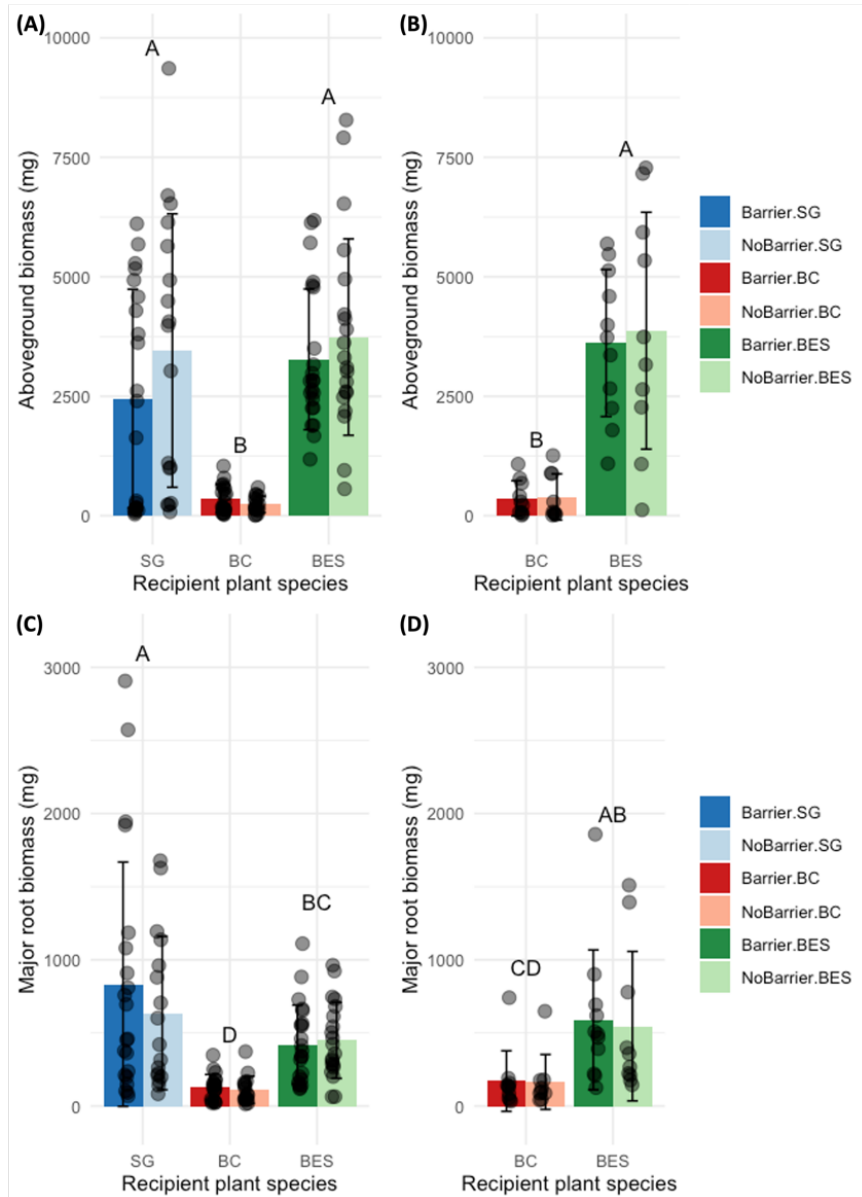 (A)
A
A
B
10000
7500
5000
2500
0
Aboveground biomass (mg)
SG BC BES
Recipient plant species
(B)
A
B
10000
7500
5000
2500
0
Aboveground biomass (mg)
BC BES
Recipient plant species
Barrier.SG
NoBarrier.SG
Barrier.BC
NoBarrier.BC
Barrier.BES
NoBarrier.BES
(C)
A
BC
D
3000
2000
1000
0
Major root biomass (mg)
SG BC BES
Recipient plant species
(D)
AB
CD
3000
2000
1000
0
Major root biomass (mg)
BC BES
Recipient plant species
Barrier.SG
NoBarrier.SG
Barrier.BC
NoBarrier.BC
Barrier.BES
NoBarrier.BES